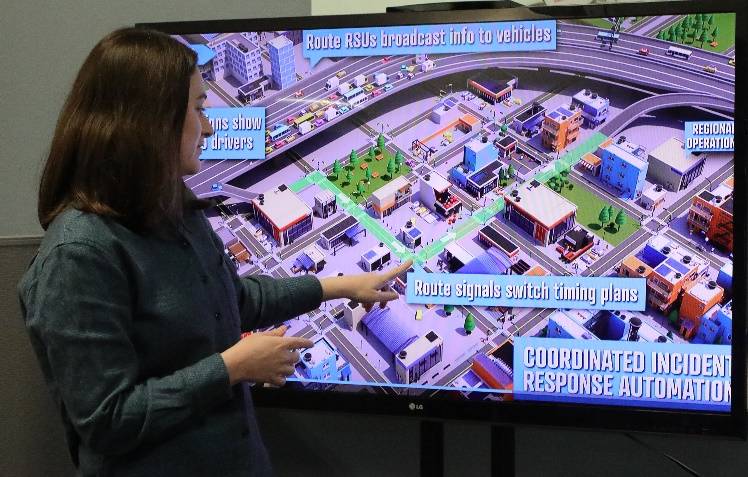 Route RSUs broadcast info to vehicles
show
drivers
REGIONAL
OPERATION
Route signals switch timing plans
COORDINATED INCIDENT
RESPONSE AUTOMATION
LG